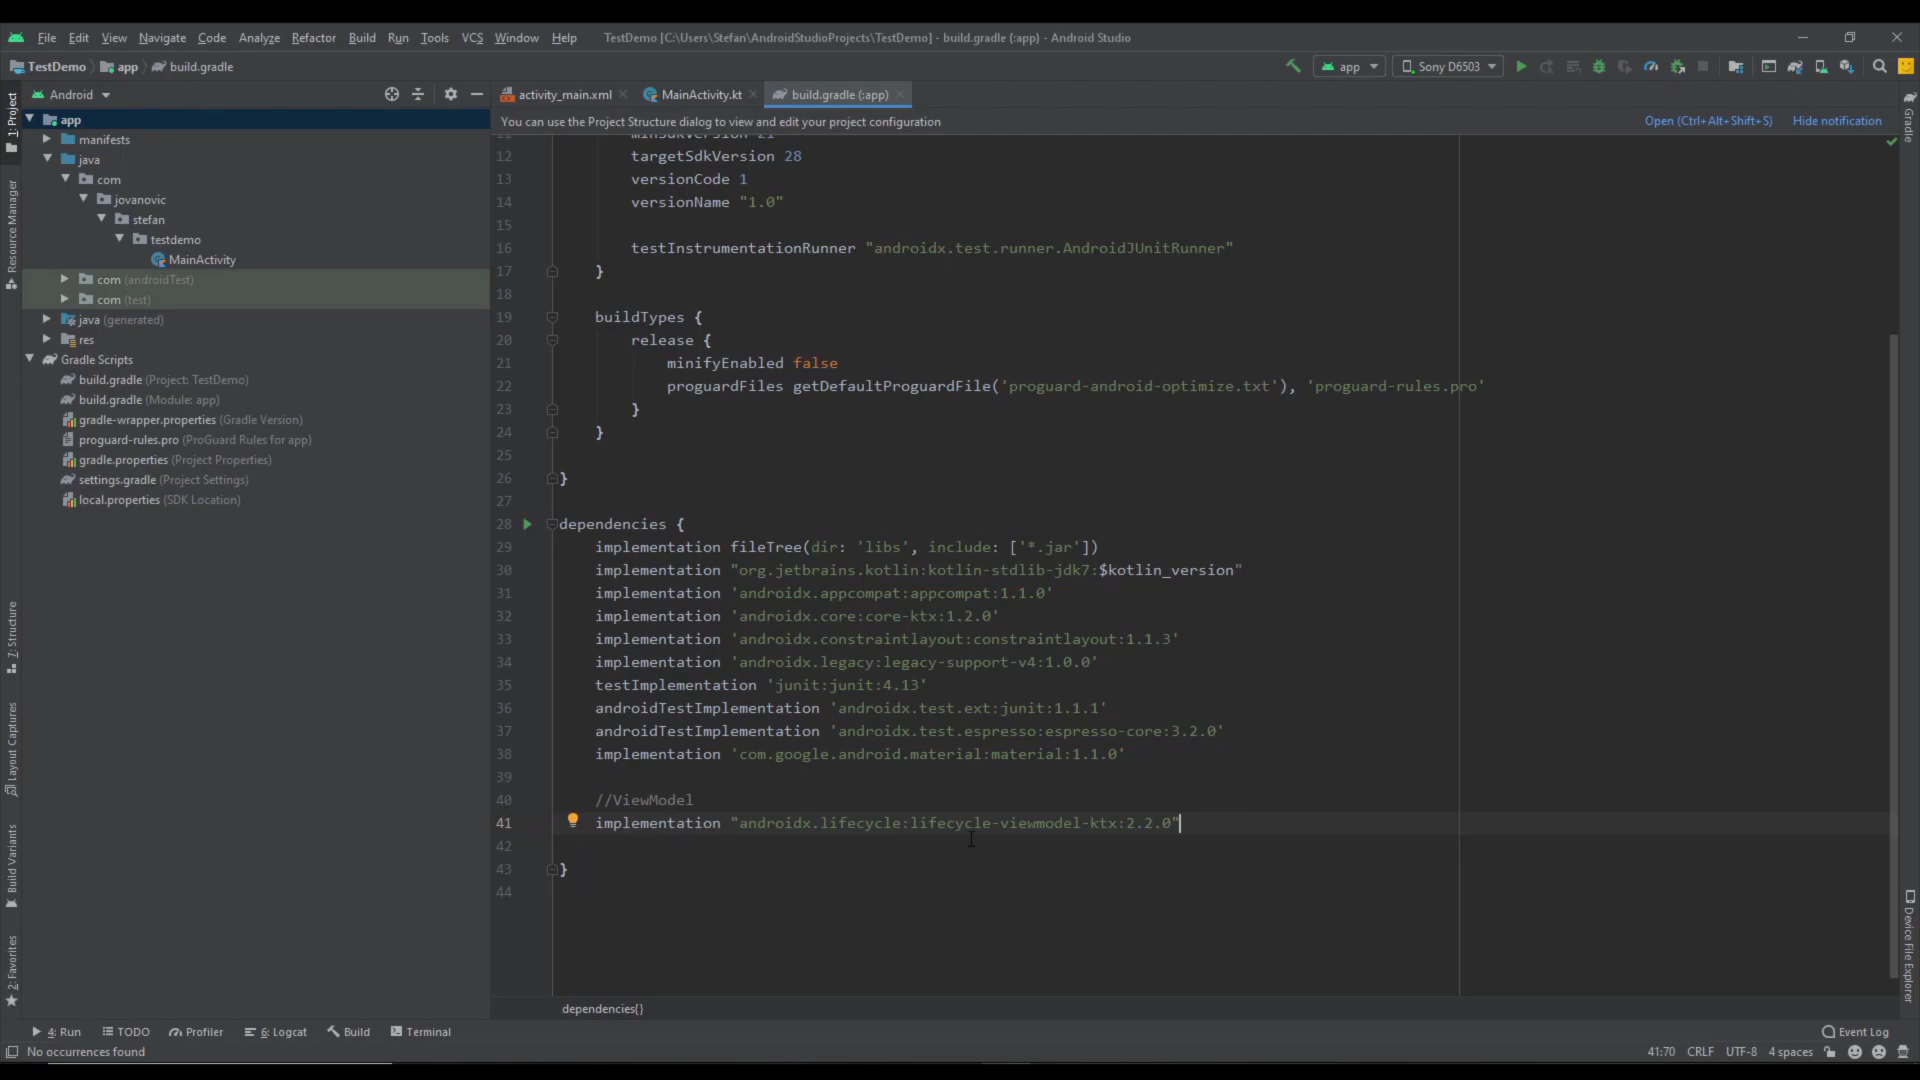 File Edit View Navigate Code Analyze Refactor Build Run Tools VCS Window Help TestDemo [C:\Users\Stefan\AndroidStudioProjects\TestDemo] - build.gradle (:app) - Android Studio
TestDemo app build.gradle app Sony D6503
Android activity_main.xml MainActivity.kt build.gradle (:app)
You can use the Project Structure dialog to view and edit your project configuration Open (Ctrl+Alt+Shift+S) Hide notification
1: Project
Resource Manager
7: Structure
Layout Captures
Build Variants
2: Favorites
app
manifests
java
com
jovanovic
stefan
testdemo
MainActivity
com (androidTest)
com (test)
java (generated)
res
Gradle Scripts
build.gradle (Project: TestDemo)
build.gradle (Module: app)
gradle-wrapper.properties (Gradle Version)
proguard-rules.pro (ProGuard Rules for app)
gradle.properties (Project Properties)
settings.gradle (Project Settings)
local.properties (SDK Location)
11 minSdkVersion 21
12 targetSdkVersion 28
13 versionCode 1
14 versionName "1.0"
15
16 testInstrumentationRunner "androidx.test.runner.AndroidJUnitRunner"
17 }
18
19 buildTypes {
20 release {
21 minifyEnabled false
22 proguardFiles getDefaultProguardFile('proguard-android-optimize.txt'), 'proguard-rules.pro'
23 }
24 }
25
26 }
27
28 dependencies {
29 implementation fileTree(dir: 'libs', include: ['*.jar'])
30 implementation "org.jetbrains.kotlin:kotlin-stdlib-jdk7:$kotlin_version"
31 implementation 'androidx.appcompat:appcompat:1.1.0'
32 implementation 'androidx.core:core-ktx:1.2.0'
33 implementation 'androidx.constraintlayout:constraintlayout:1.1.3'
34 implementation 'androidx.legacy:legacy-support-v4:1.0.0'
35 testImplementation 'junit:junit:4.13'
36 androidTestImplementation 'androidx.test.ext:junit:1.1.1'
37 androidTestImplementation 'androidx.test.espresso:espresso-core:3.2.0'
38 implementation 'com.google.android.material:material:1.1.0'
39
40 //ViewModel
41 implementation "androidx.lifecycle:lifecycle-viewmodel-ktx:2.2.0"
42
43 }
44
dependencies{}
Gradle
Device File Explorer
4: Run TODO Profiler 6: Logcat Build Terminal Event Log
No occurrences found 41:70 CRLF UTF-8 4 spaces